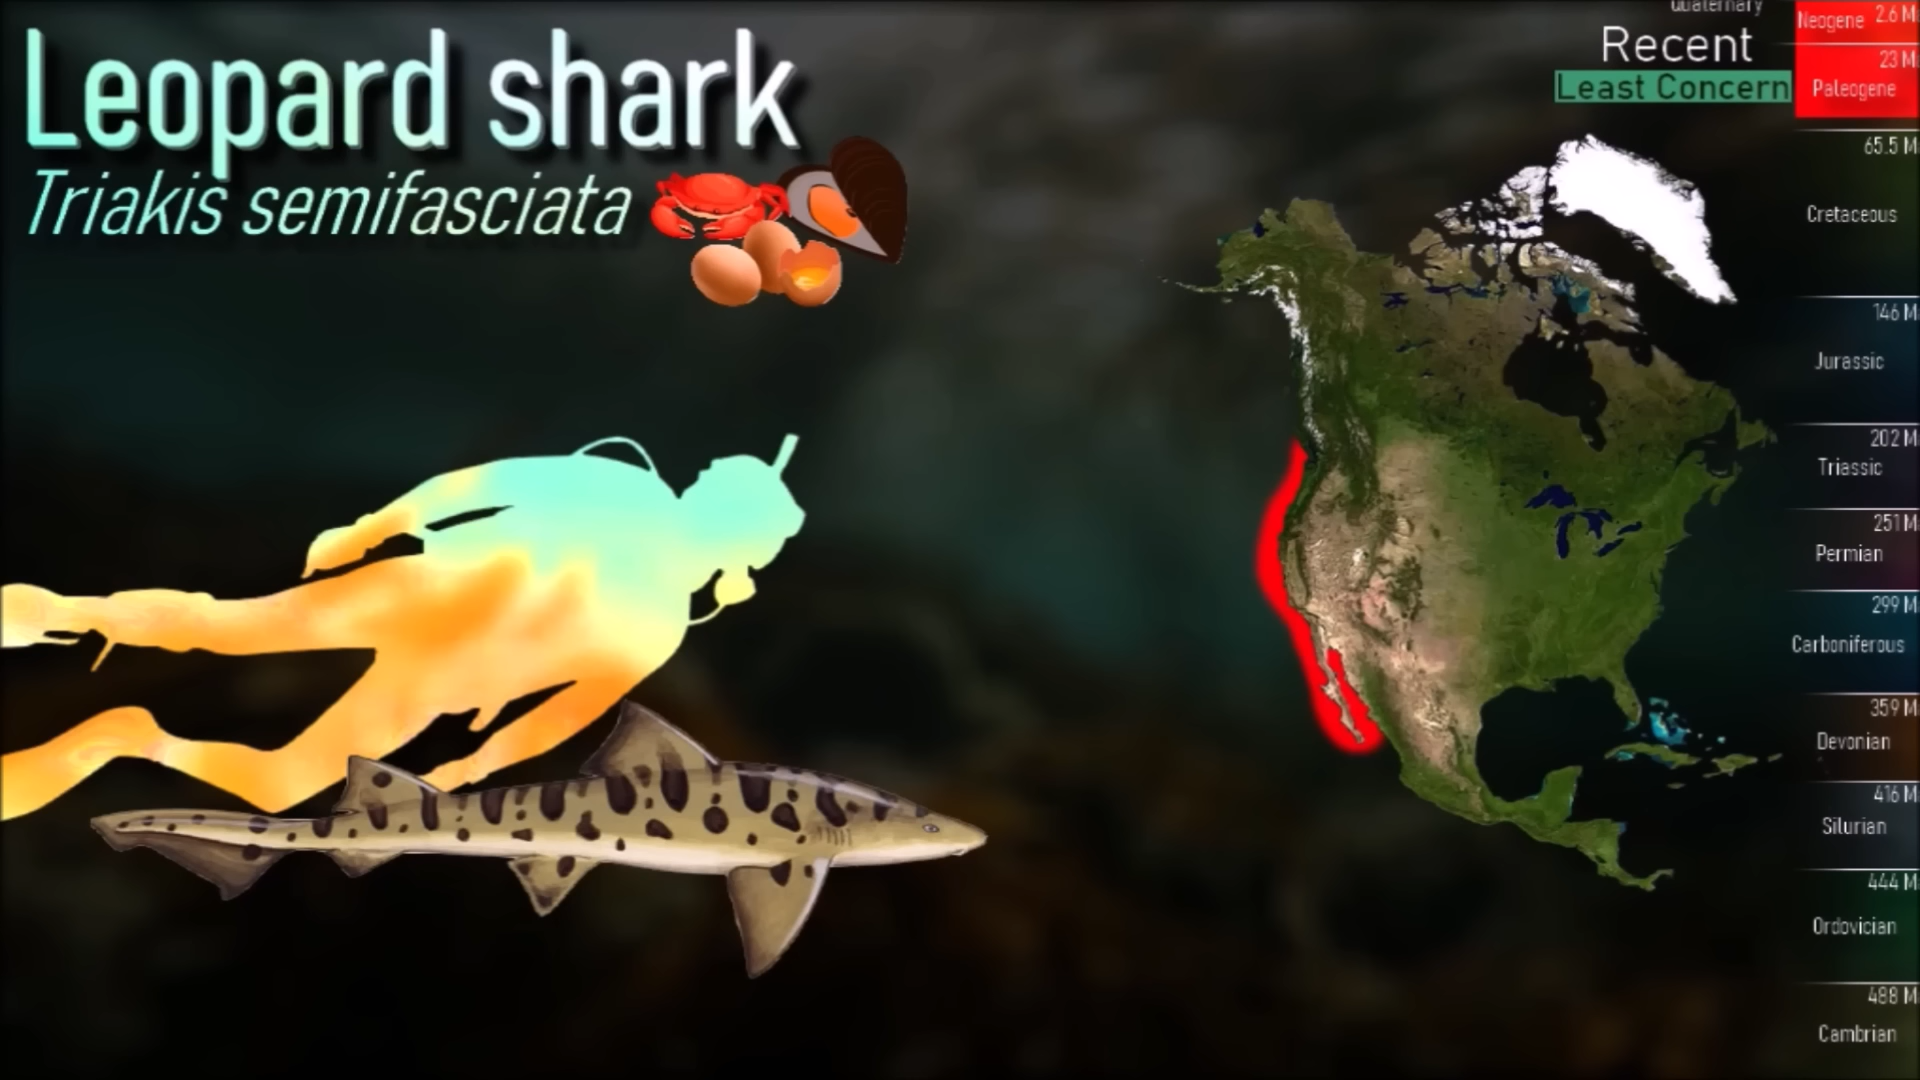 Leopard shark
Triakis semifasciata
Quaternary
Recent
Least Concern
Neogene 2.6 M
23 M
Paleogene
65.5 M
Cretaceous
146 M
Jurassic
202 M
Triassic
251 M
Permian
299 M
Carboniferous
359 M
Devonian
416 M
Silurian
444 M
Ordovician
488 M
Cambrian